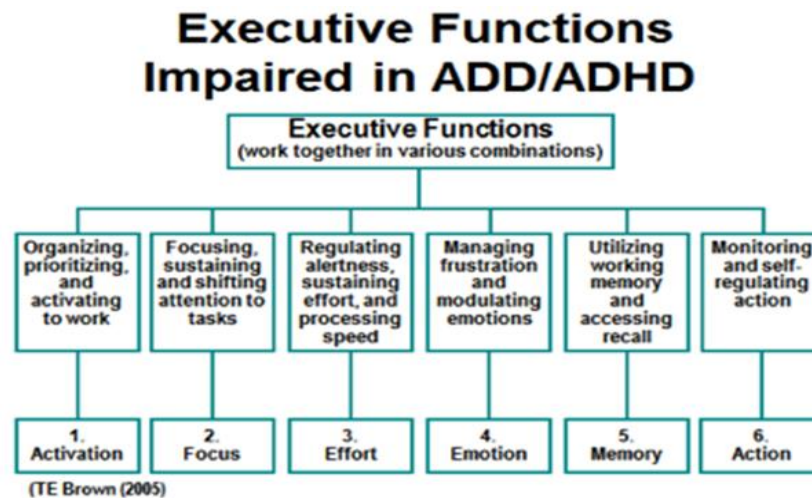 Executive Functions
Impaired in ADD/ADHD
Executive Functions
(work together in various combinations)
Organizing,
prioritizing,
and
activating
to work
Focusing,
sustaining
and shifting
attention to
tasks
Regulating
alertness,
sustaining
effort, and
processing
speed
Managing
frustration
and
modulating
emotions
Utilizing
working
memory
and
accessing
recall
Monitoring
and self-
regulating
action
1.
Activation
2.
Focus
3.
Effort
4.
Emotion
5.
Memory
6.
Action
(TE Brown (2005)